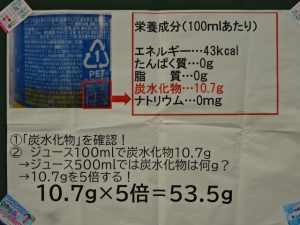 PET
栄養成分(100mlあたり)
エネルギー…43kcal
たんぱく質…0g
脂　質…0g
炭水化物…10.7g
ナトリウム…0mg
①「炭水化物」を確認！
② ジュース100mlで炭水化物10.7g
→ジュース500mlでは炭水化物は何g？
→10.7gを5倍する！
10.7g×5倍＝53.5g